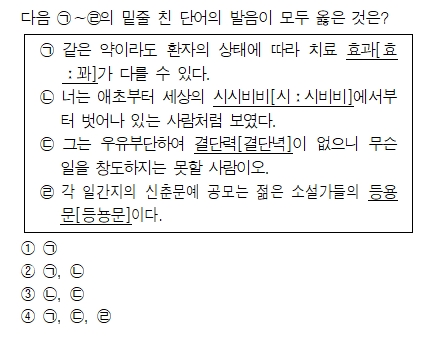 다음 ㉠~㉣의 밑줄 친 단어의 발음이 모두 옳은 것은?
㉠ 같은 약이라도 환자의 상태에 따라 치료 효과[효
:꽈]가 다를 수 있다.
㉡ 너는 애초부터 세상의 시시비비[시:시비비]에서부
터 벗어나 있는 사람처럼 보였다.
㉢ 그는 우유부단하여 결단력[결단녁]이 없으니 무슨
일을 창도하지는 못할 사람이오.
㉣ 각 일간지의 신춘문예 공모는 젊은 소설가들의 등용
문[등뇽문]이다.
① ㉠
② ㉠, ㉡
③ ㉡, ㉢
④ ㉠, ㉢, ㉣